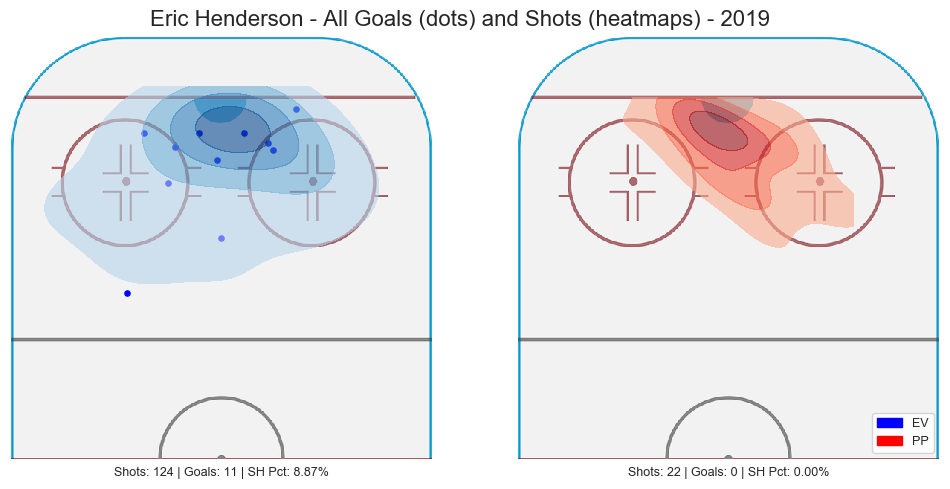 Eric Henderson - All Goals (dots) and Shots (heatmaps) - 2019
EV
PP
Shots: 124 | Goals: 11 | SH Pct: 8.87%
Shots: 22 | Goals: 0 | SH Pct: 0.00%